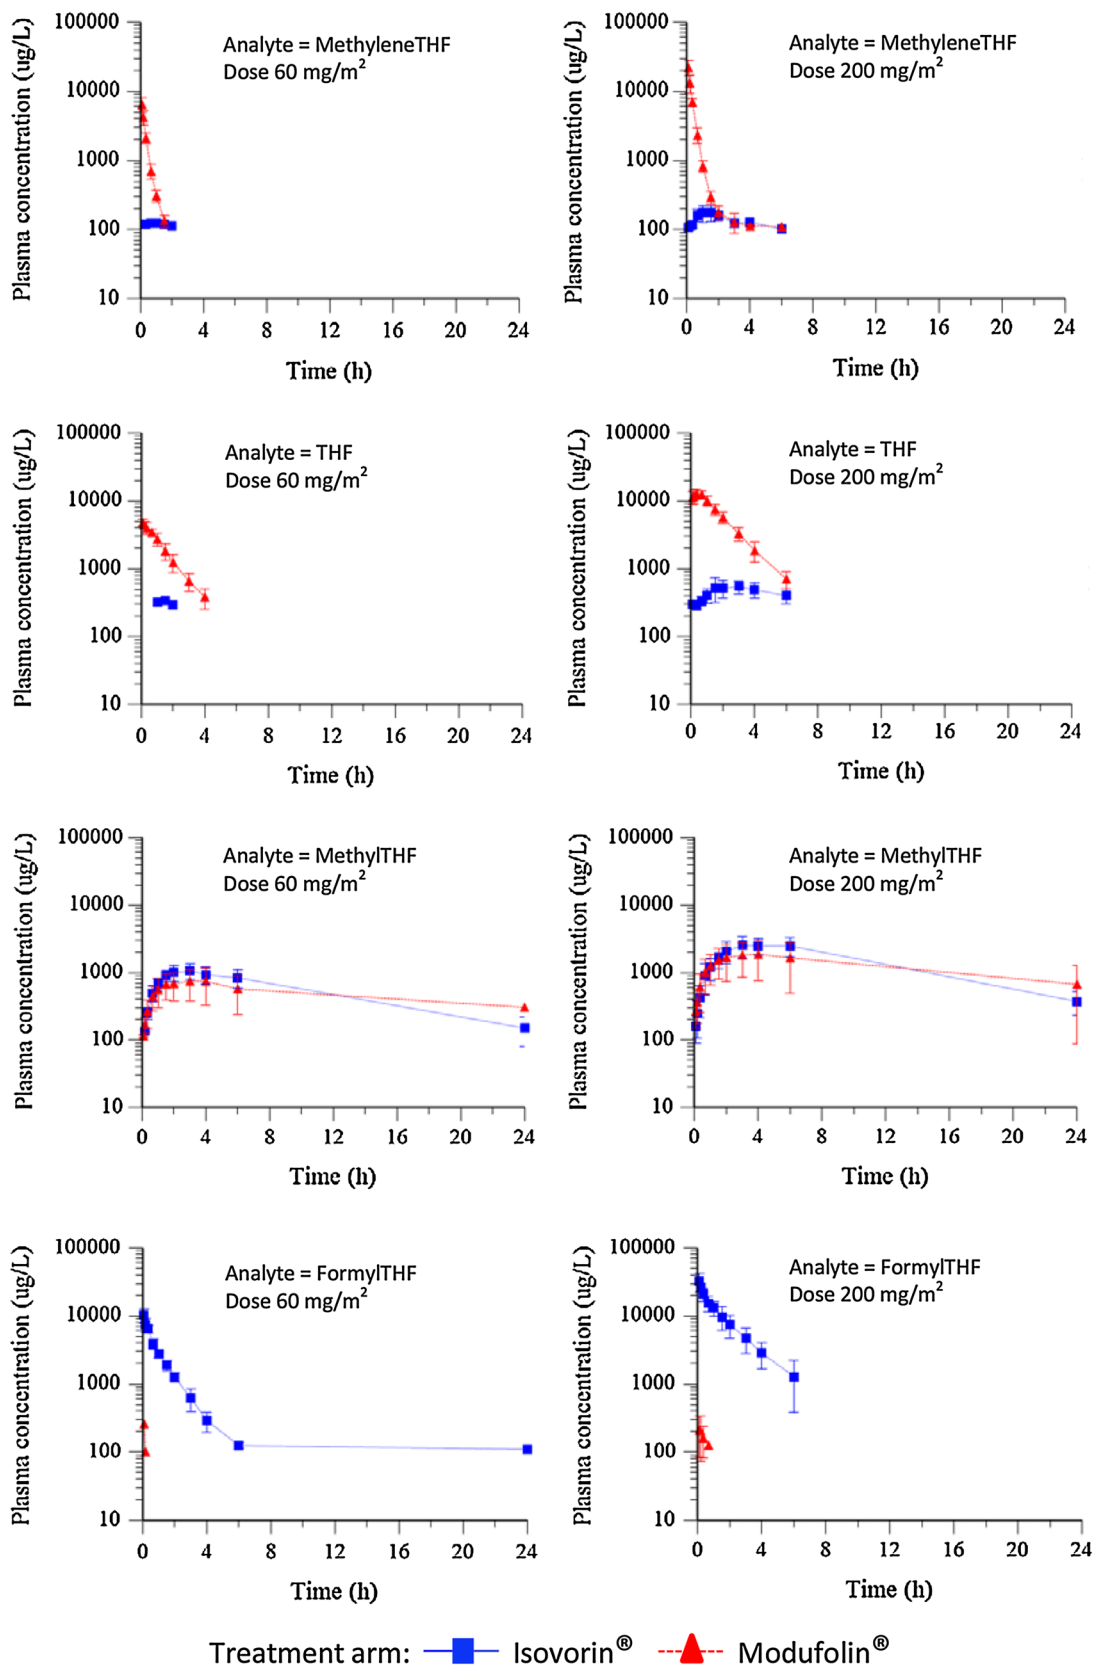 Analyte = MethyleneTHF
Dose 60 mg/m²
Plasma concentration (ug/L)
100000
10000
1000
100
10
0 4 8 12 16 20 24
Time (h)
Analyte = MethyleneTHF
Dose 200 mg/m²
Plasma concentration (ug/L)
100000
10000
1000
100
10
0 4 8 12 16 20 24
Time (h)
Analyte = THF
Dose 60 mg/m²
Plasma concentration (ug/L)
100000
10000
1000
100
10
0 4 8 12 16 20 24
Time (h)
Analyte = THF
Dose 200 mg/m²
Plasma concentration (ug/L)
100000
10000
1000
100
10
0 4 8 12 16 20 24
Time (h)
Analyte = MethylTHF
Dose 60 mg/m²
Plasma concentration (ug/L)
100000
10000
1000
100
10
0 4 8 12 16 20 24
Time (h)
Analyte = MethylTHF
Dose 200 mg/m²
Plasma concentration (ug/L)
100000
10000
1000
100
10
0 4 8 12 16 20 24
Time (h)
Analyte = FormylTHF
Dose 60 mg/m²
Plasma concentration (ug/L)
100000
10000
1000
100
10
0 4 8 12 16 20 24
Time (h)
Analyte = FormylTHF
Dose 200 mg/m²
Plasma concentration (ug/L)
100000
10000
1000
100
10
0 4 8 12 16 20 24
Time (h)
Treatment arm: Isovorin® Modufolin®